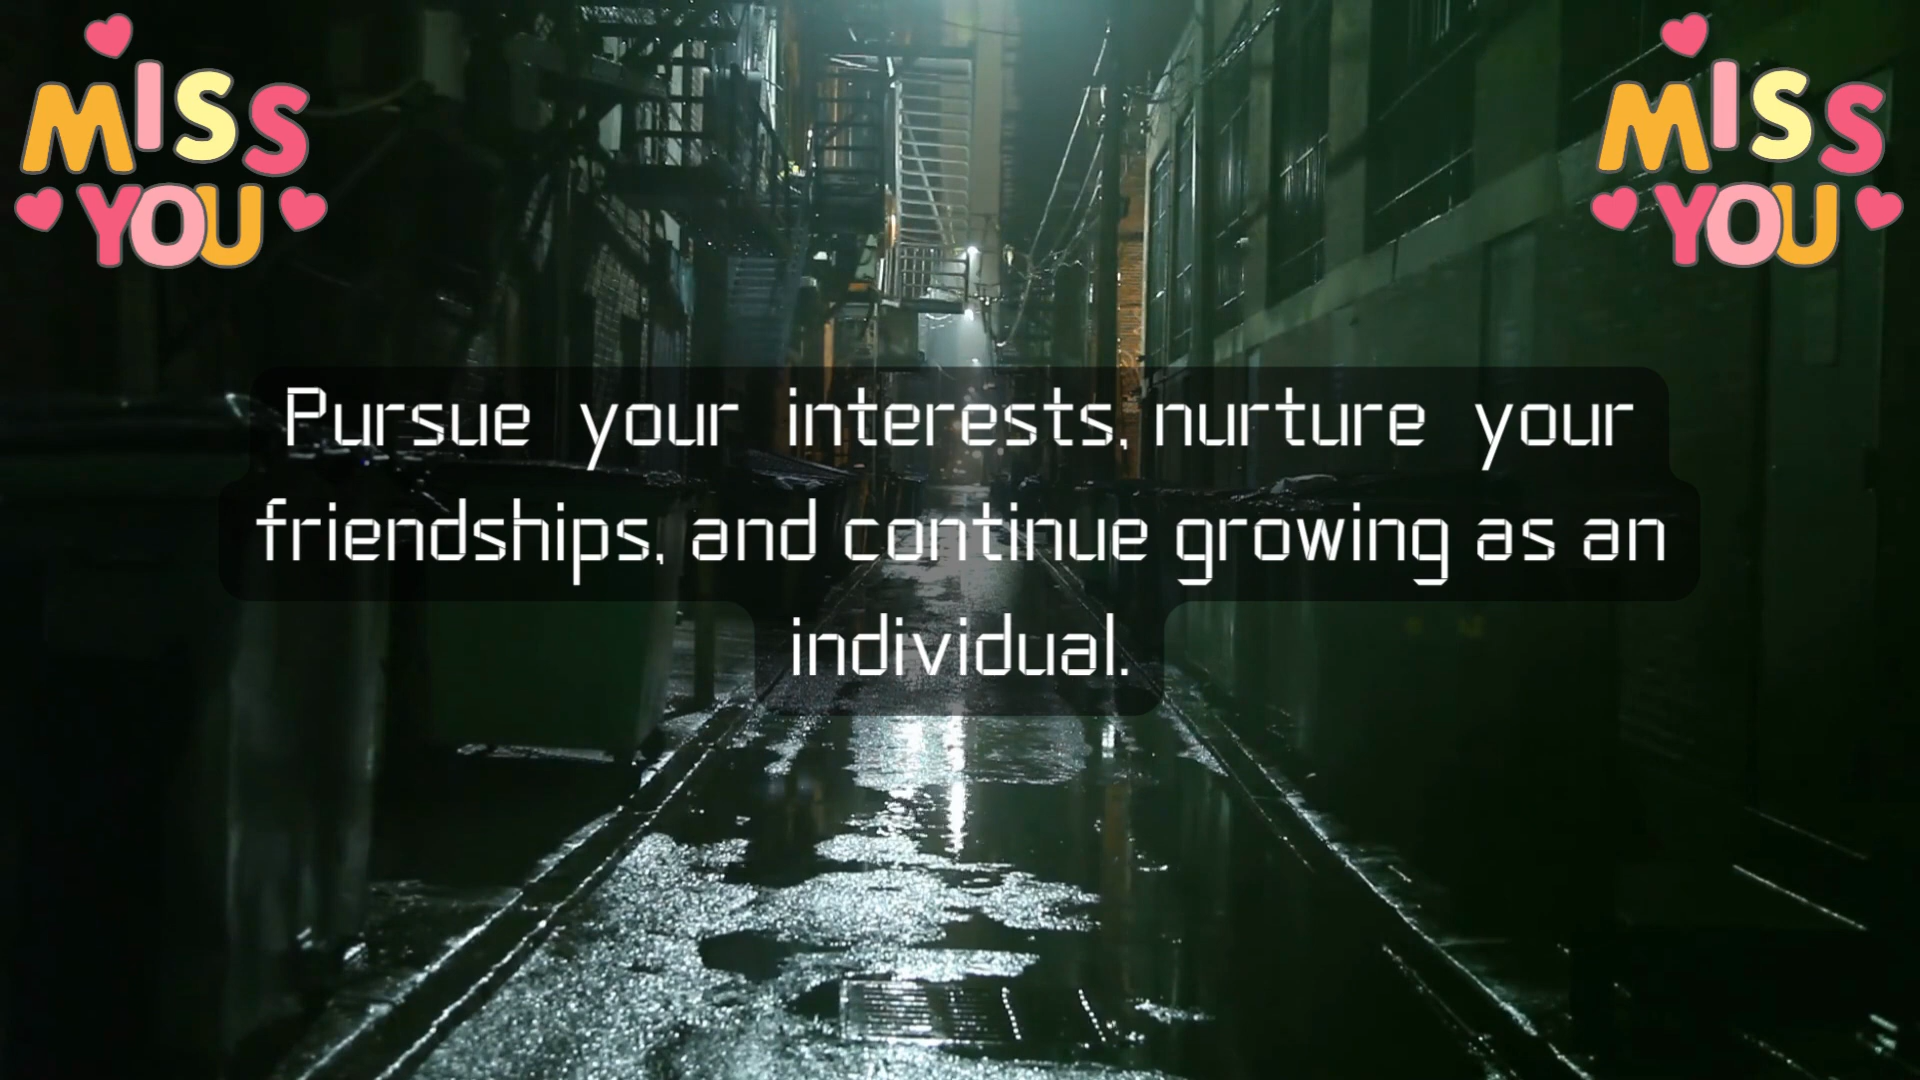 MISS
YOU
MISS
YOU
Pursue your interests, nurture your
friendships, and continue growing as an
individual.